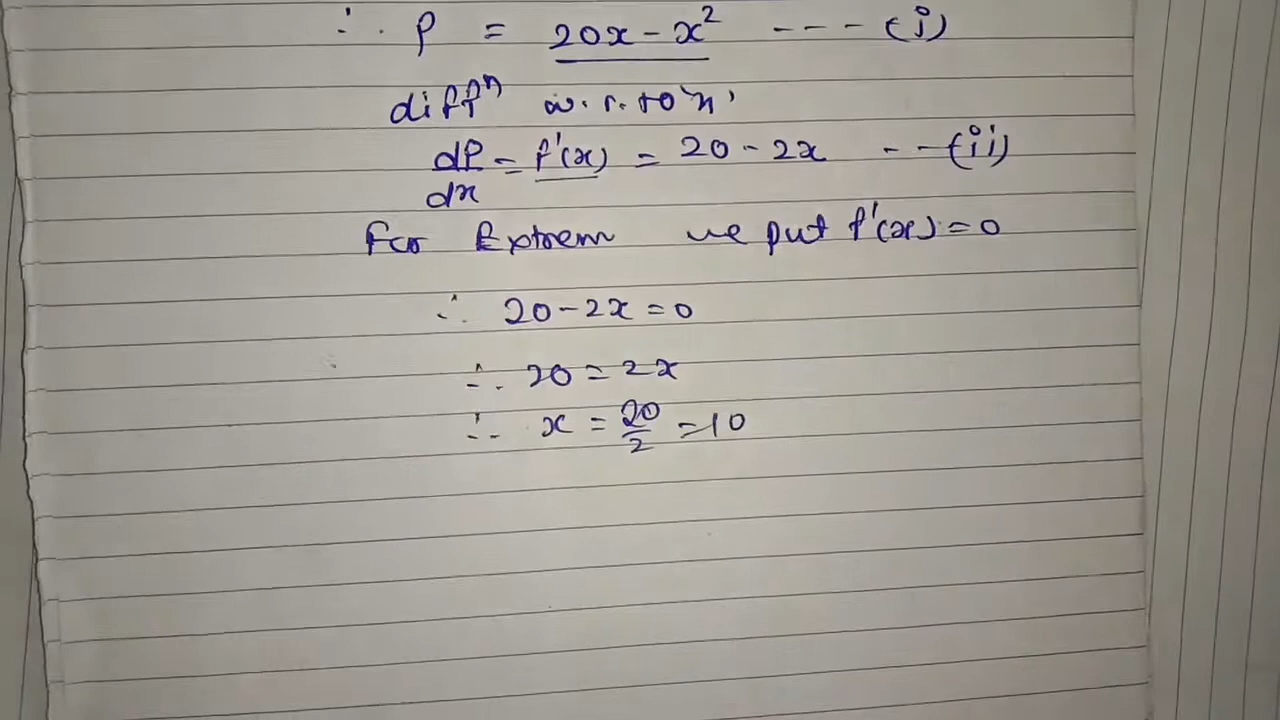 ∴ P = 20x - x² ---- (i)
diffⁿ w.r. to 'x'
dP/dx = f'(x) = 20 - 2x --- (ii)
For Extrem we put f'(x) = 0
∴ 20 - 2x = 0
∴ 20 = 2x
∴ x = 20/2 = 10